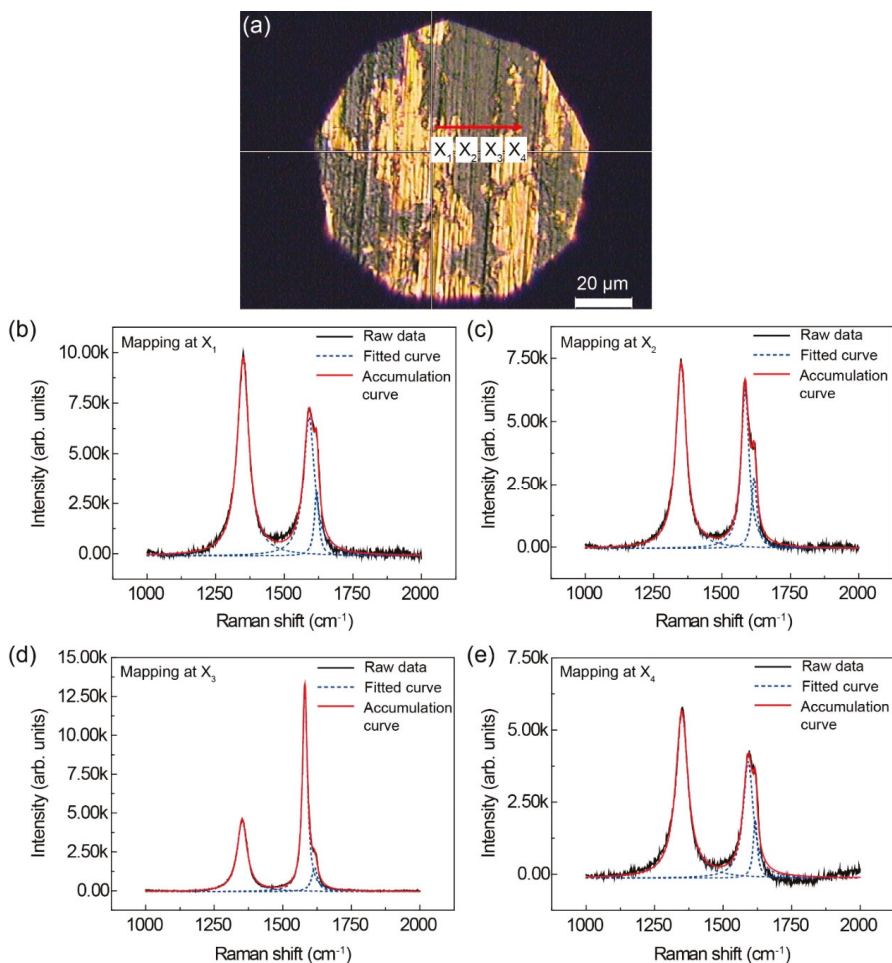 (a)
X₁ X₂ X₃ X₄
20 μm
(b)
Mapping at X₁
Raw data
Fitted curve
Accumulation
curve
10.00k
7.50k
5.00k
2.50k
0.00
Intensity (arb. units)
1000 1250 1500 1750 2000
Raman shift (cm⁻¹)
(c)
Mapping at X₂
Raw data
Fitted curve
Accumulation
curve
7.50k
5.00k
2.50k
0.00
Intensity (arb. units)
1000 1250 1500 1750 2000
Raman shift (cm⁻¹)
(d)
Mapping at X₃
Raw data
Fitted curve
Accumulation
curve
15.00k
12.50k
10.00k
7.50k
5.00k
2.50k
0.00
Intensity (arb. units)
1000 1250 1500 1750 2000
Raman shift (cm⁻¹)
(e)
Mapping at X₄
Raw data
Fitted curve
Accumulation
curve
7.50k
5.00k
2.50k
0.00
Intensity (arb. units)
1000 1250 1500 1750 2000
Raman shift (cm⁻¹)